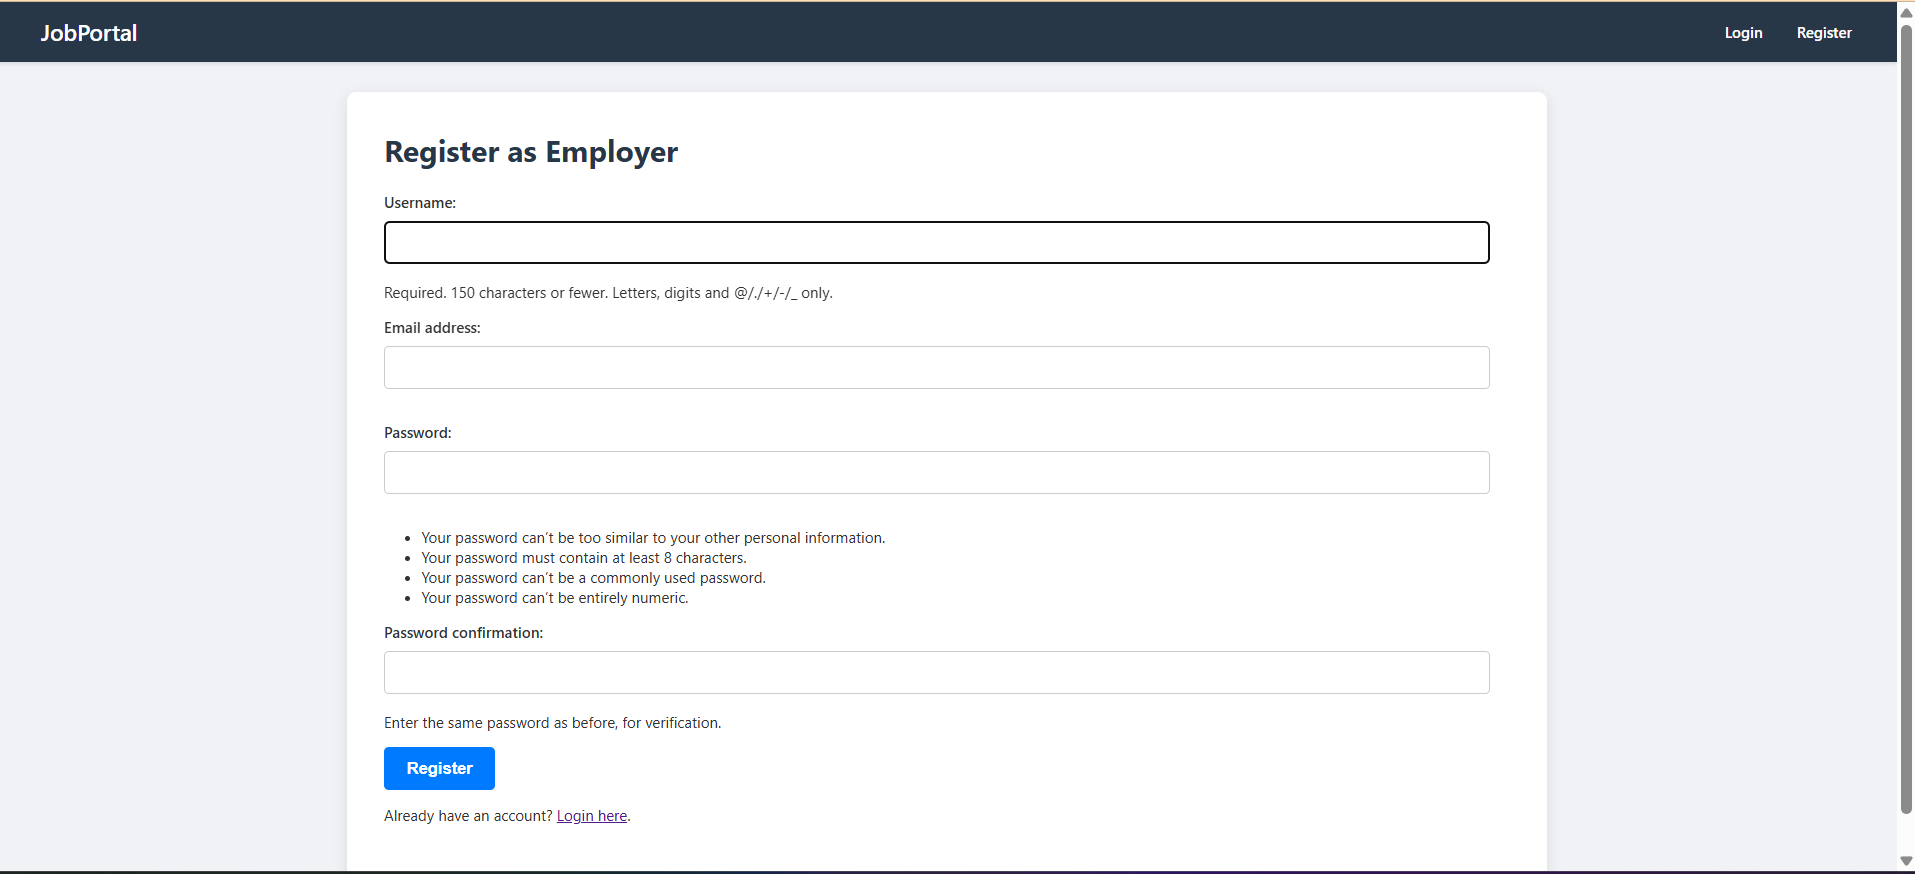 JobPortal
Login
Register
Register as Employer
Username:
Required. 150 characters or fewer. Letters, digits and @/./+/-/_ only.
Email address:
Password:
Your password can't be too similar to your other personal information.
Your password must contain at least 8 characters.
Your password can't be a commonly used password.
Your password can't be entirely numeric.
Password confirmation:
Enter the same password as before, for verification.
Register
Already have an account? Login here.